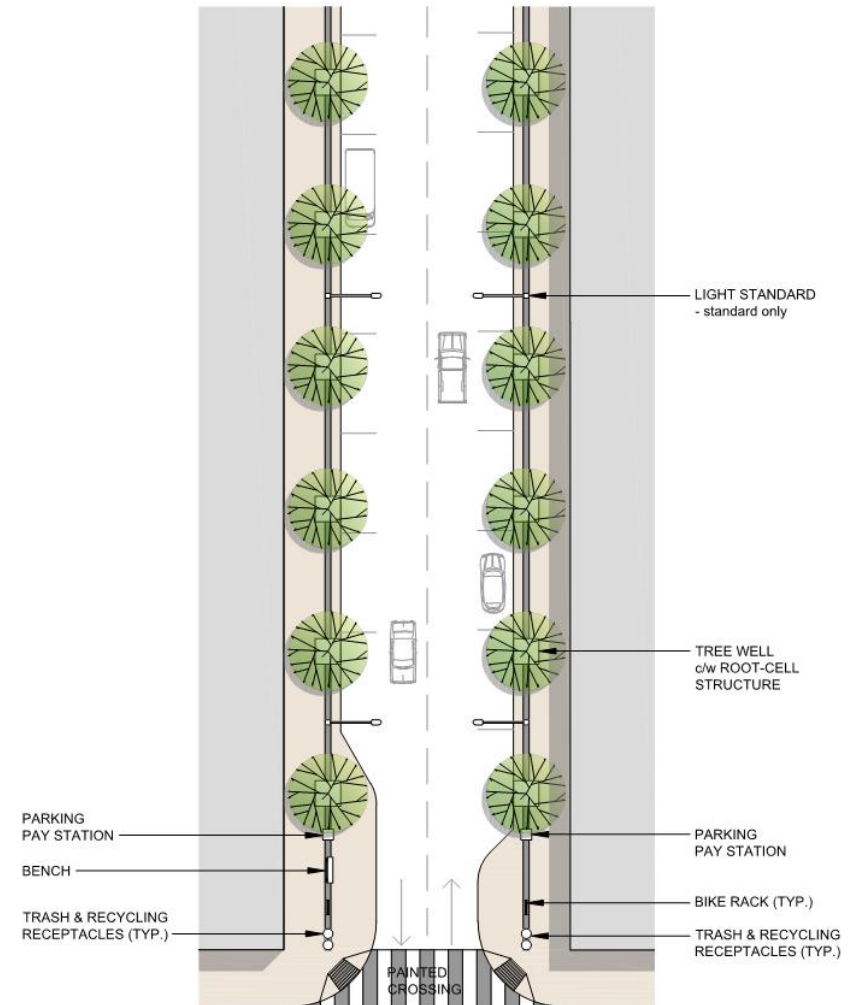 LIGHT STANDARD
- standard only
TREE WELL
c/w ROOT-CELL
STRUCTURE
PARKING
PAY STATION
BENCH
TRASH & RECYCLING
RECEPTACLES (TYP.)
PARKING
PAY STATION
BIKE RACK (TYP.)
TRASH & RECYCLING
RECEPTACLES (TYP.)
PAINTED
CROSSING